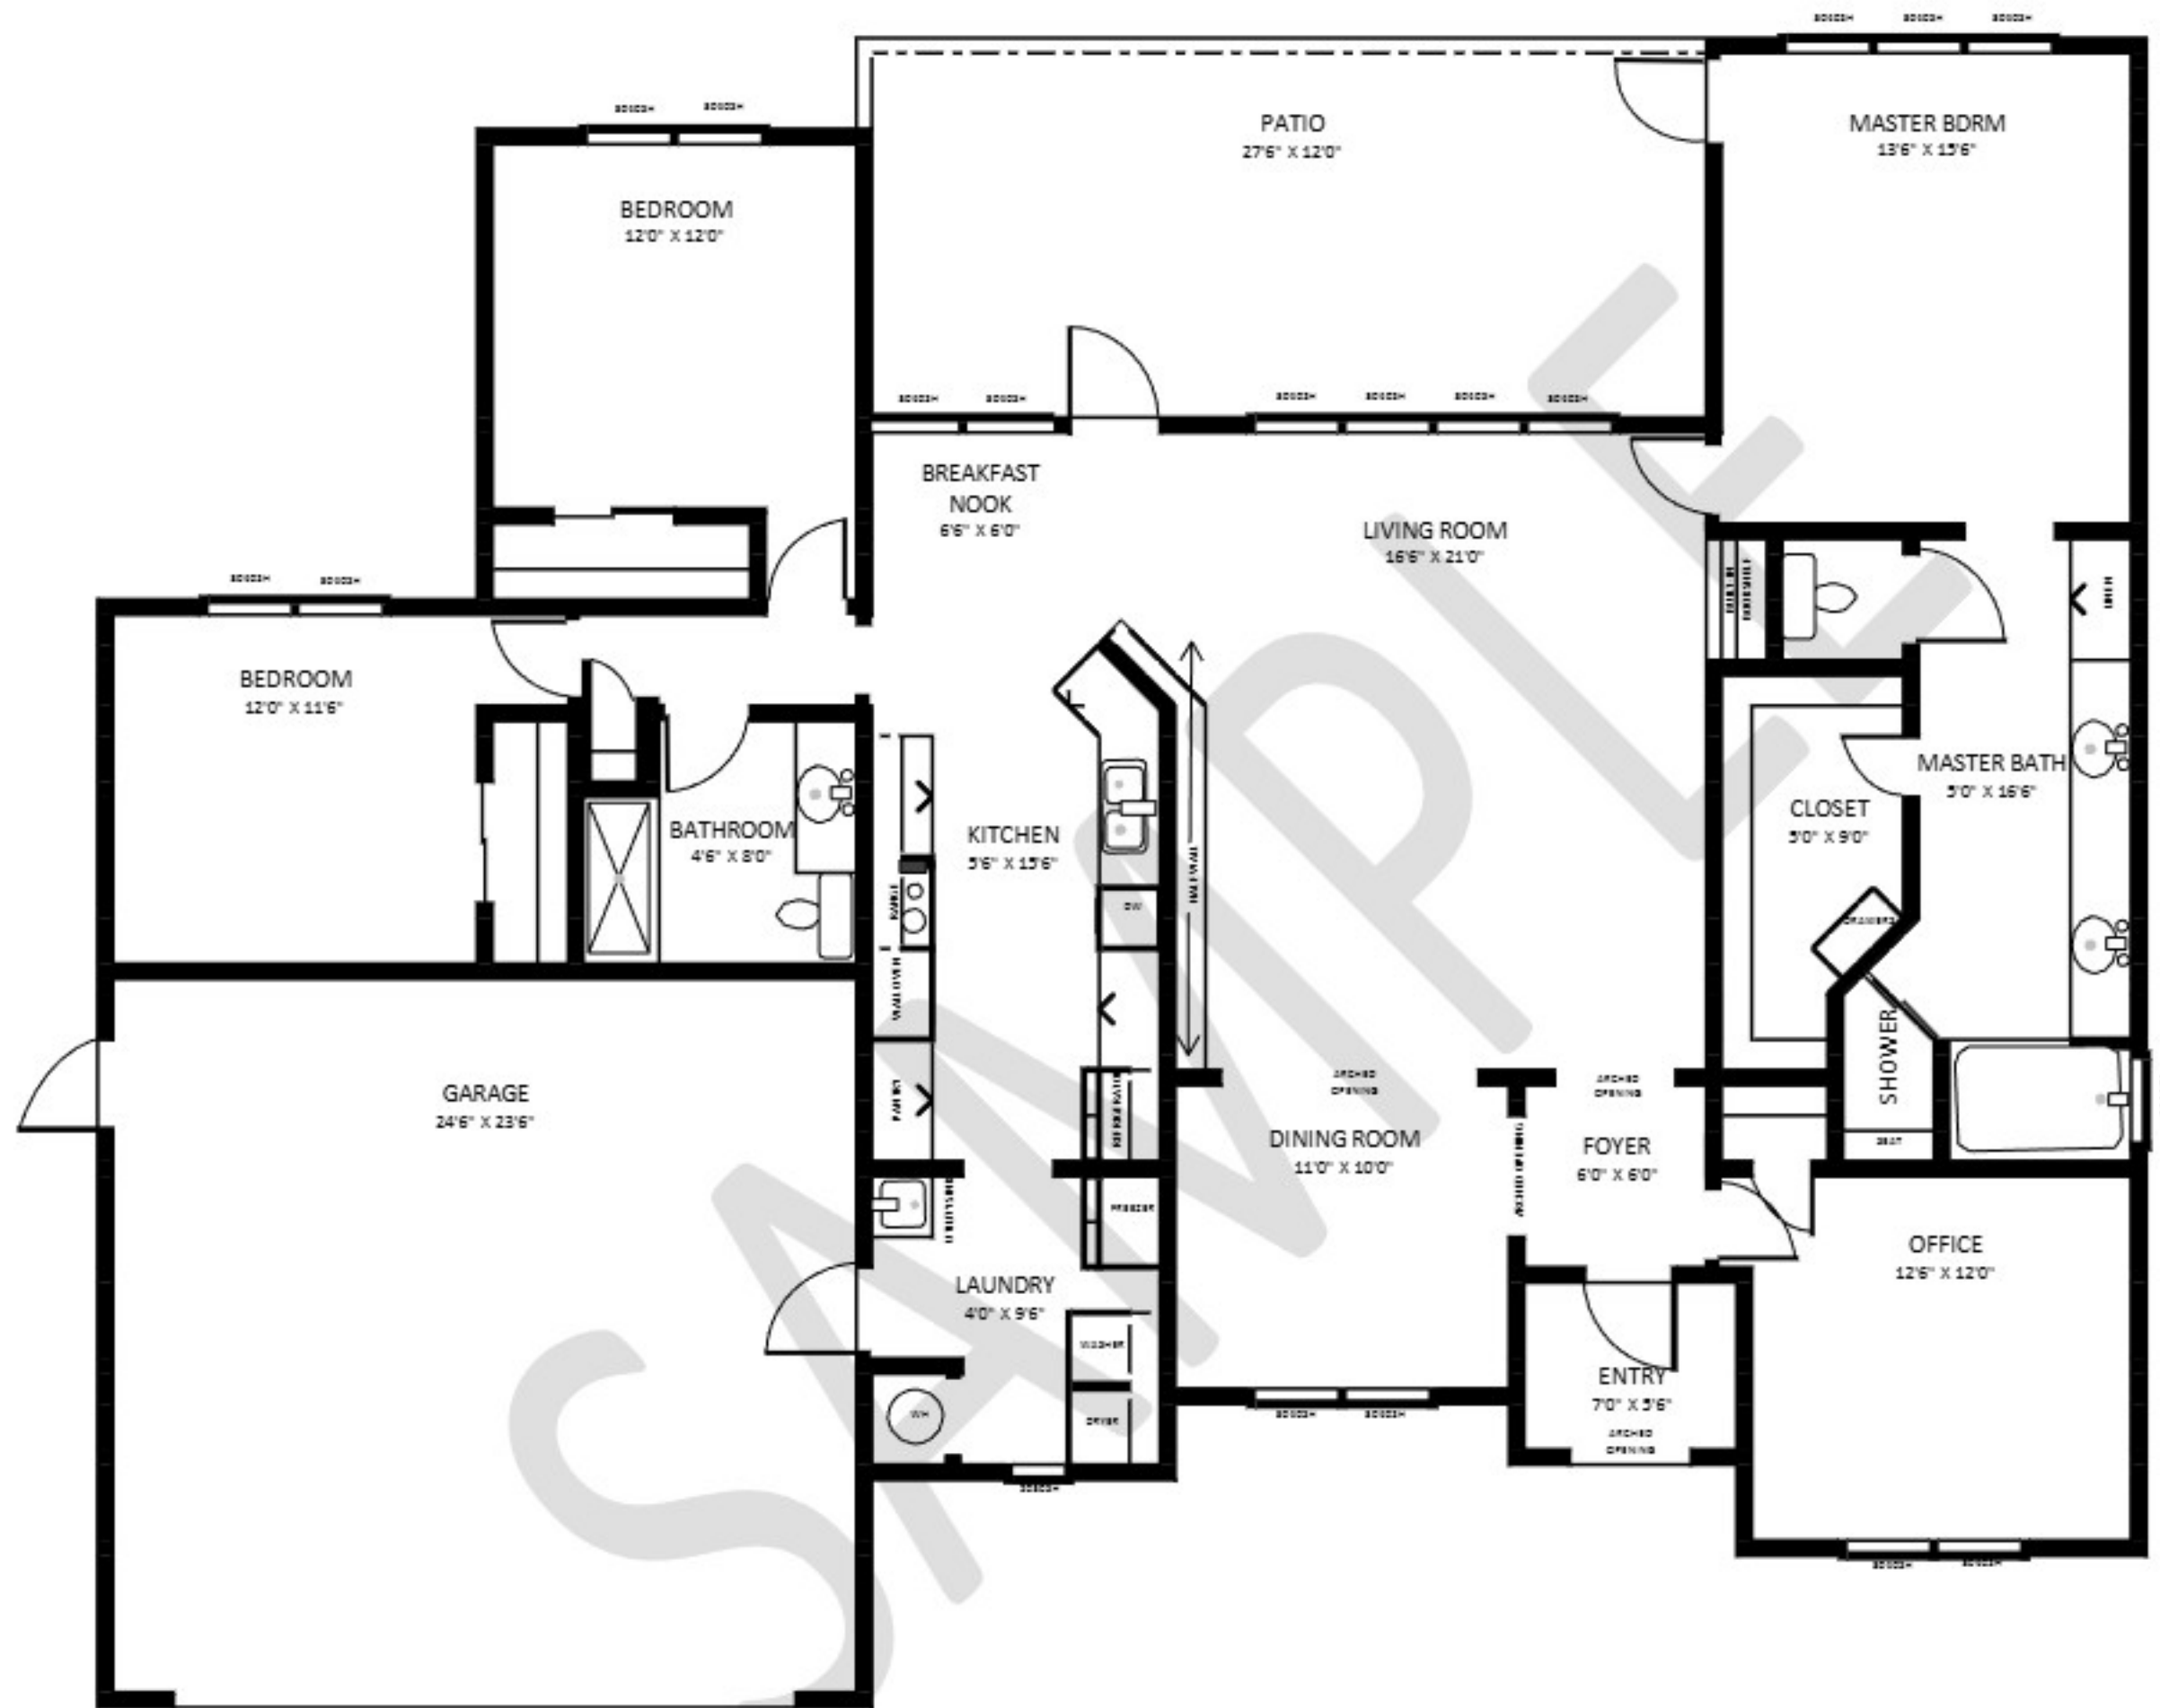 PATIO
27'6" X 12'0"
MASTER BDRM
13'6" X 15'6"
BEDROOM
12'0" X 12'0"
BREAKFAST
NOOK
6'6" X 6'0"
LIVING ROOM
16'6" X 21'0"
BEDROOM
12'0" X 11'6"
BATHROOM
4'6" X 8'0"
KITCHEN
5'6" X 15'6"
MASTER BATH
5'0" X 16'6"
CLOSET
5'0" X 9'0"
DW
DRAWERS
SHOWER
SEAT
GARAGE
24'6" X 23'6"
PANTRY
ARCHED
OPENING
ARCHED
OPENING
DINING ROOM
11'0" X 10'0"
FOYER
6'0" X 6'0"
FREEZER
OFFICE
12'6" X 12'0"
LAUNDRY
4'0" X 9'6"
WASHER
DRYER
WH
ENTRY
7'0" X 5'6"
ARCHED
OPENING
SAMPLE